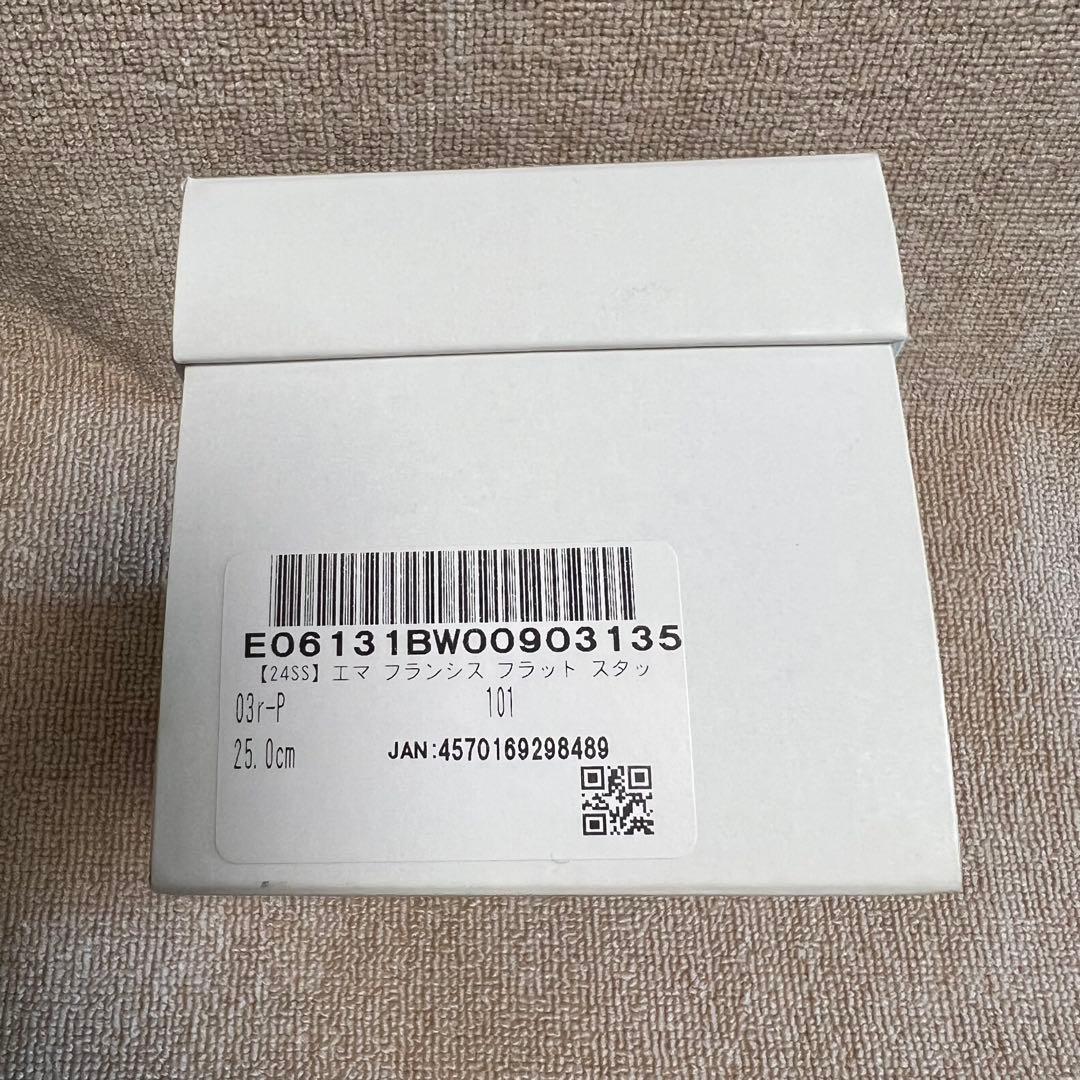 E06131BW00903135
【24SS】エマ フランシス フラット スタッ
03r-P 101
25.0cm JAN:4570169298489